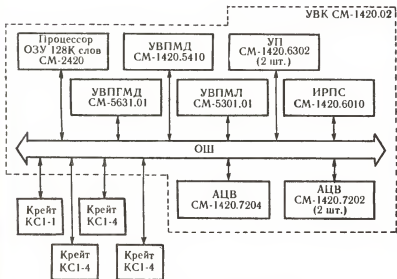 УВК СМ-1420.02
Процессор
ОЗУ 128К слов
СМ-2420
УВПМД
СМ-1420.5410
УП
СМ-1420.6302
(2 шт.)
УВПГМД
СМ-5631.01
УВПМЛ
СМ-5301.01
ИРПС
СМ-1420.6010
ОШ
АЦВ
СМ-1420.7204
АЦВ
СМ-1420.7202
(2 шт.)
Крейт
КС1-1
Крейт
КС1-4
Крейт
КС1-4
Крейт
КС1-4